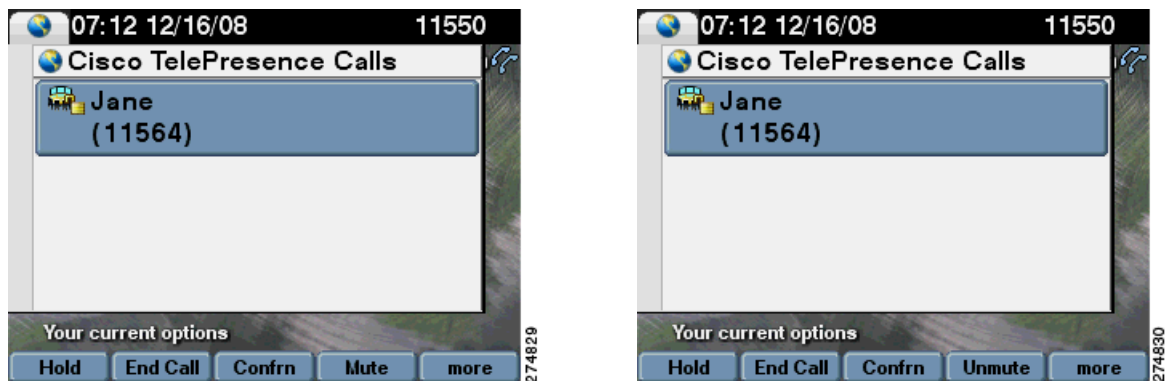 07:12 12/16/08 11550
Cisco TelePresence Calls
Jane
(11564)
Your current options
Hold End Call Confrn Mute more
274829
07:12 12/16/08 11550
Cisco TelePresence Calls
Jane
(11564)
Your current options
Hold End Call Confrn Unmute more
274830